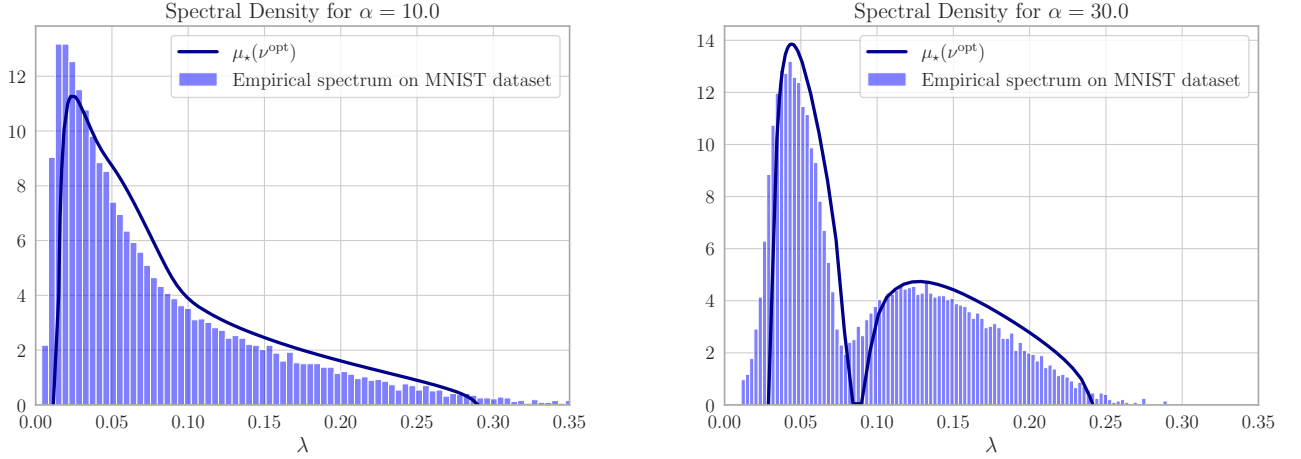 Spectral Density for α = 10.0
μ⋆(ν^opt)
Empirical spectrum on MNIST dataset
12
10
8
6
4
2
0
0.00 0.05 0.10 0.15 0.20 0.25 0.30 0.35
λ
Spectral Density for α = 30.0
μ⋆(ν^opt)
Empirical spectrum on MNIST dataset
14
12
10
8
6
4
2
0
0.00 0.05 0.10 0.15 0.20 0.25 0.30 0.35
λ